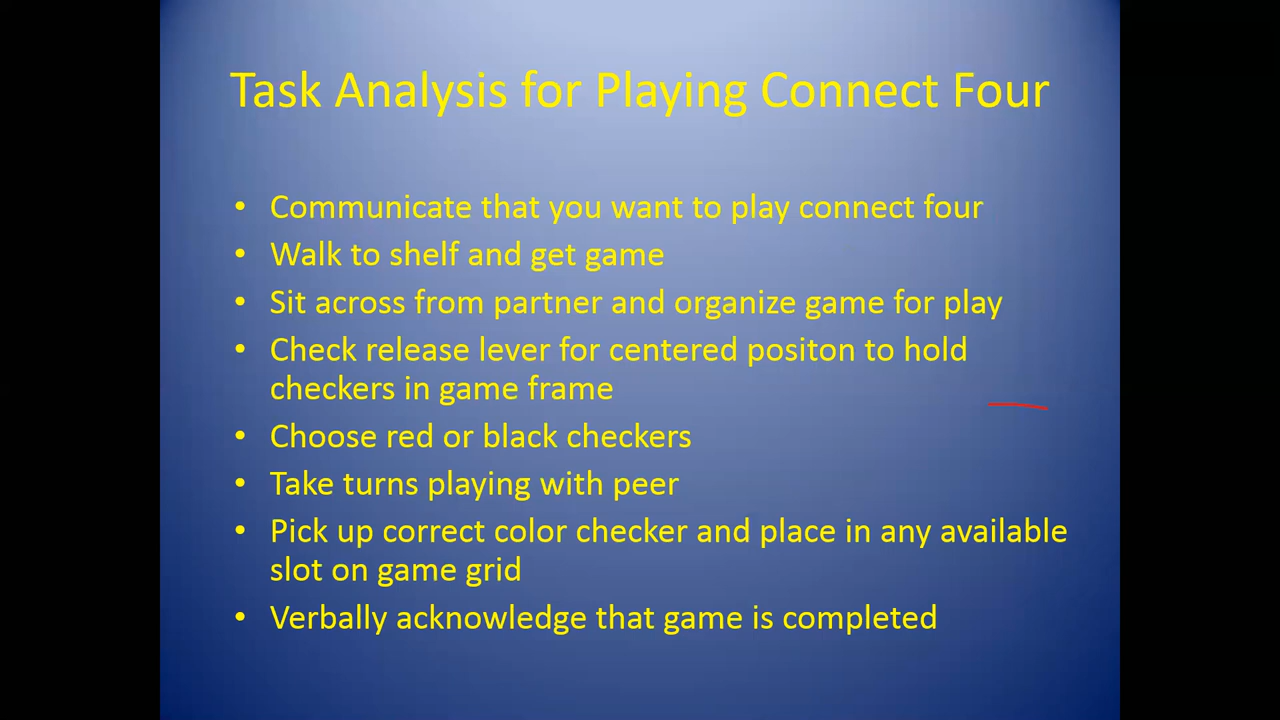 Task Analysis for Playing Connect Four
• Communicate that you want to play connect four
• Walk to shelf and get game
• Sit across from partner and organize game for play
• Check release lever for centered positon to hold
checkers in game frame
• Choose red or black checkers
• Take turns playing with peer
• Pick up correct color checker and place in any available
slot on game grid
• Verbally acknowledge that game is completed